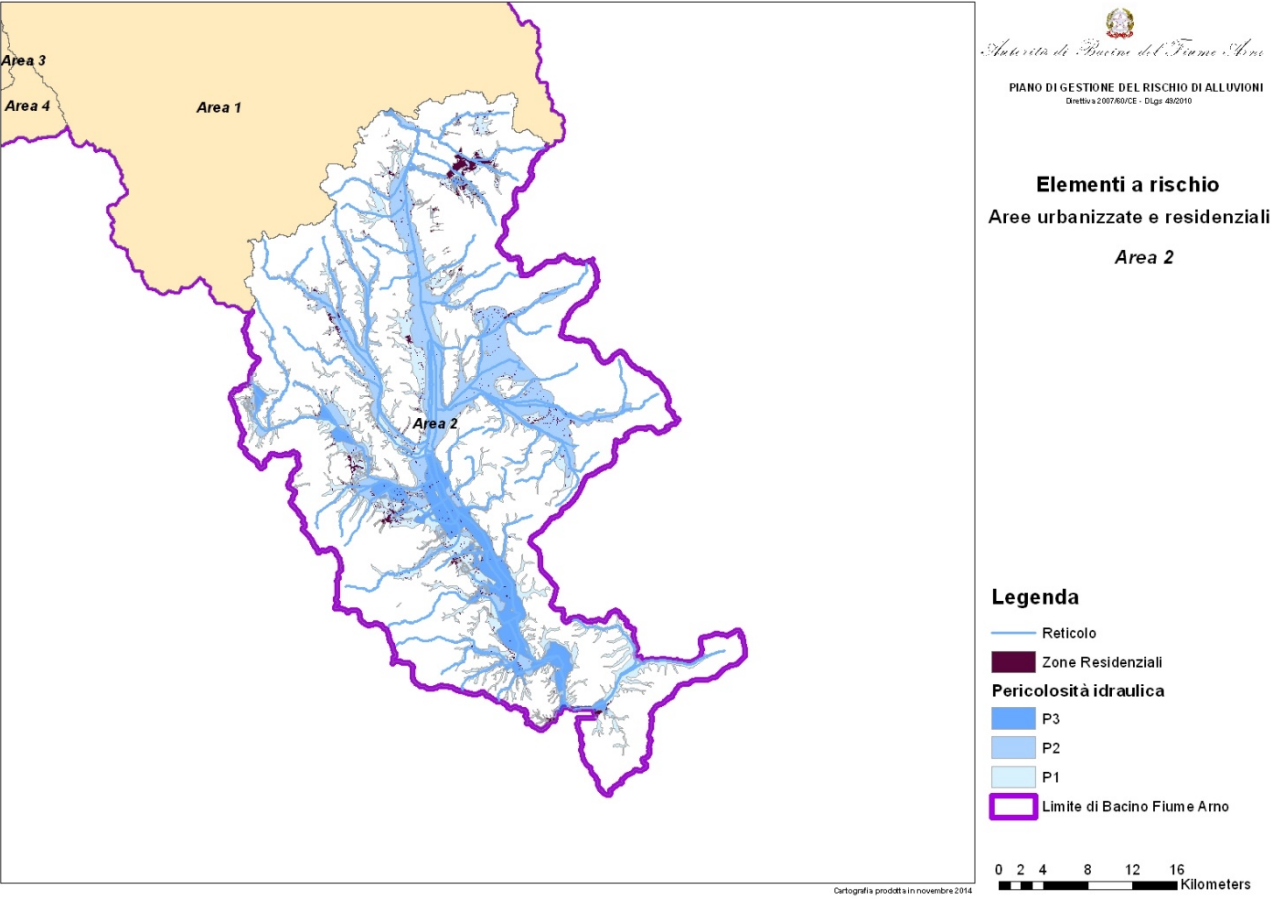 Area 3
Area 4
Area 1
Area 2
Autorità di Bacino del Fiume Arno
PIANO DI GESTIONE DEL RISCHIO DI ALLUVIONI
Direttiva 2007/60/CE - DLgs 49/2010
Elementi a rischio
Aree urbanizzate e residenziali
Area 2
Legenda
Reticolo
Zone Residenziali
Pericolosità idraulica
P3
P2
P1
Limite di Bacino Fiume Arno
0 2 4 8 12 16
Kilometers
Cartografia prodotta in novembre 2014